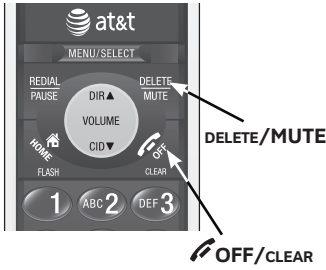 at&t
MENU/SELECT
REDIAL
PAUSE
DIR▲
DELETE
MUTE
VOLUME
CID▼
HOME
FLASH
OFF
CLEAR
1
ABC 2
DEF 3
DELETE/MUTE
OFF/CLEAR